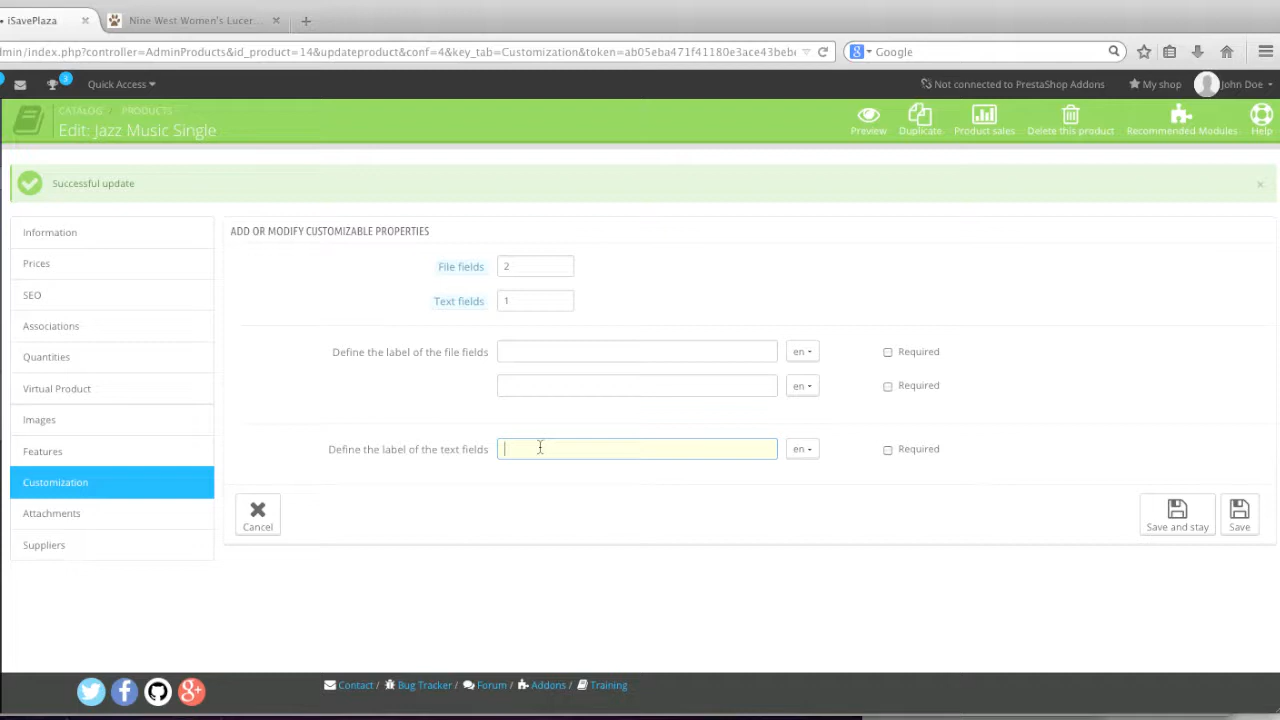 iSavePlaza
Nine West Women's Lucer...
min/index.php?controller=AdminProducts&id_product=14&updateproduct&conf=4&key_tab=Customization&token=ab05eba471f41180e3ace43bebe
Google
3
Quick Access
Not connected to PrestaShop Addons
My shop
John Doe
CATALOG / PRODUCTS
Edit: Jazz Music Single
Preview
Duplicate
Product sales
Delete this product
Recommended Modules
Help
Successful update
Information
Prices
SEO
Associations
Quantities
Virtual Product
Images
Features
Customization
Attachments
Suppliers
ADD OR MODIFY CUSTOMIZABLE PROPERTIES
File fields 2
Text fields 1
Define the label of the file fields en Required
en Required
Define the label of the text fields en Required
Cancel
Save and stay
Save
Contact / Bug Tracker / Forum / Addons / Training